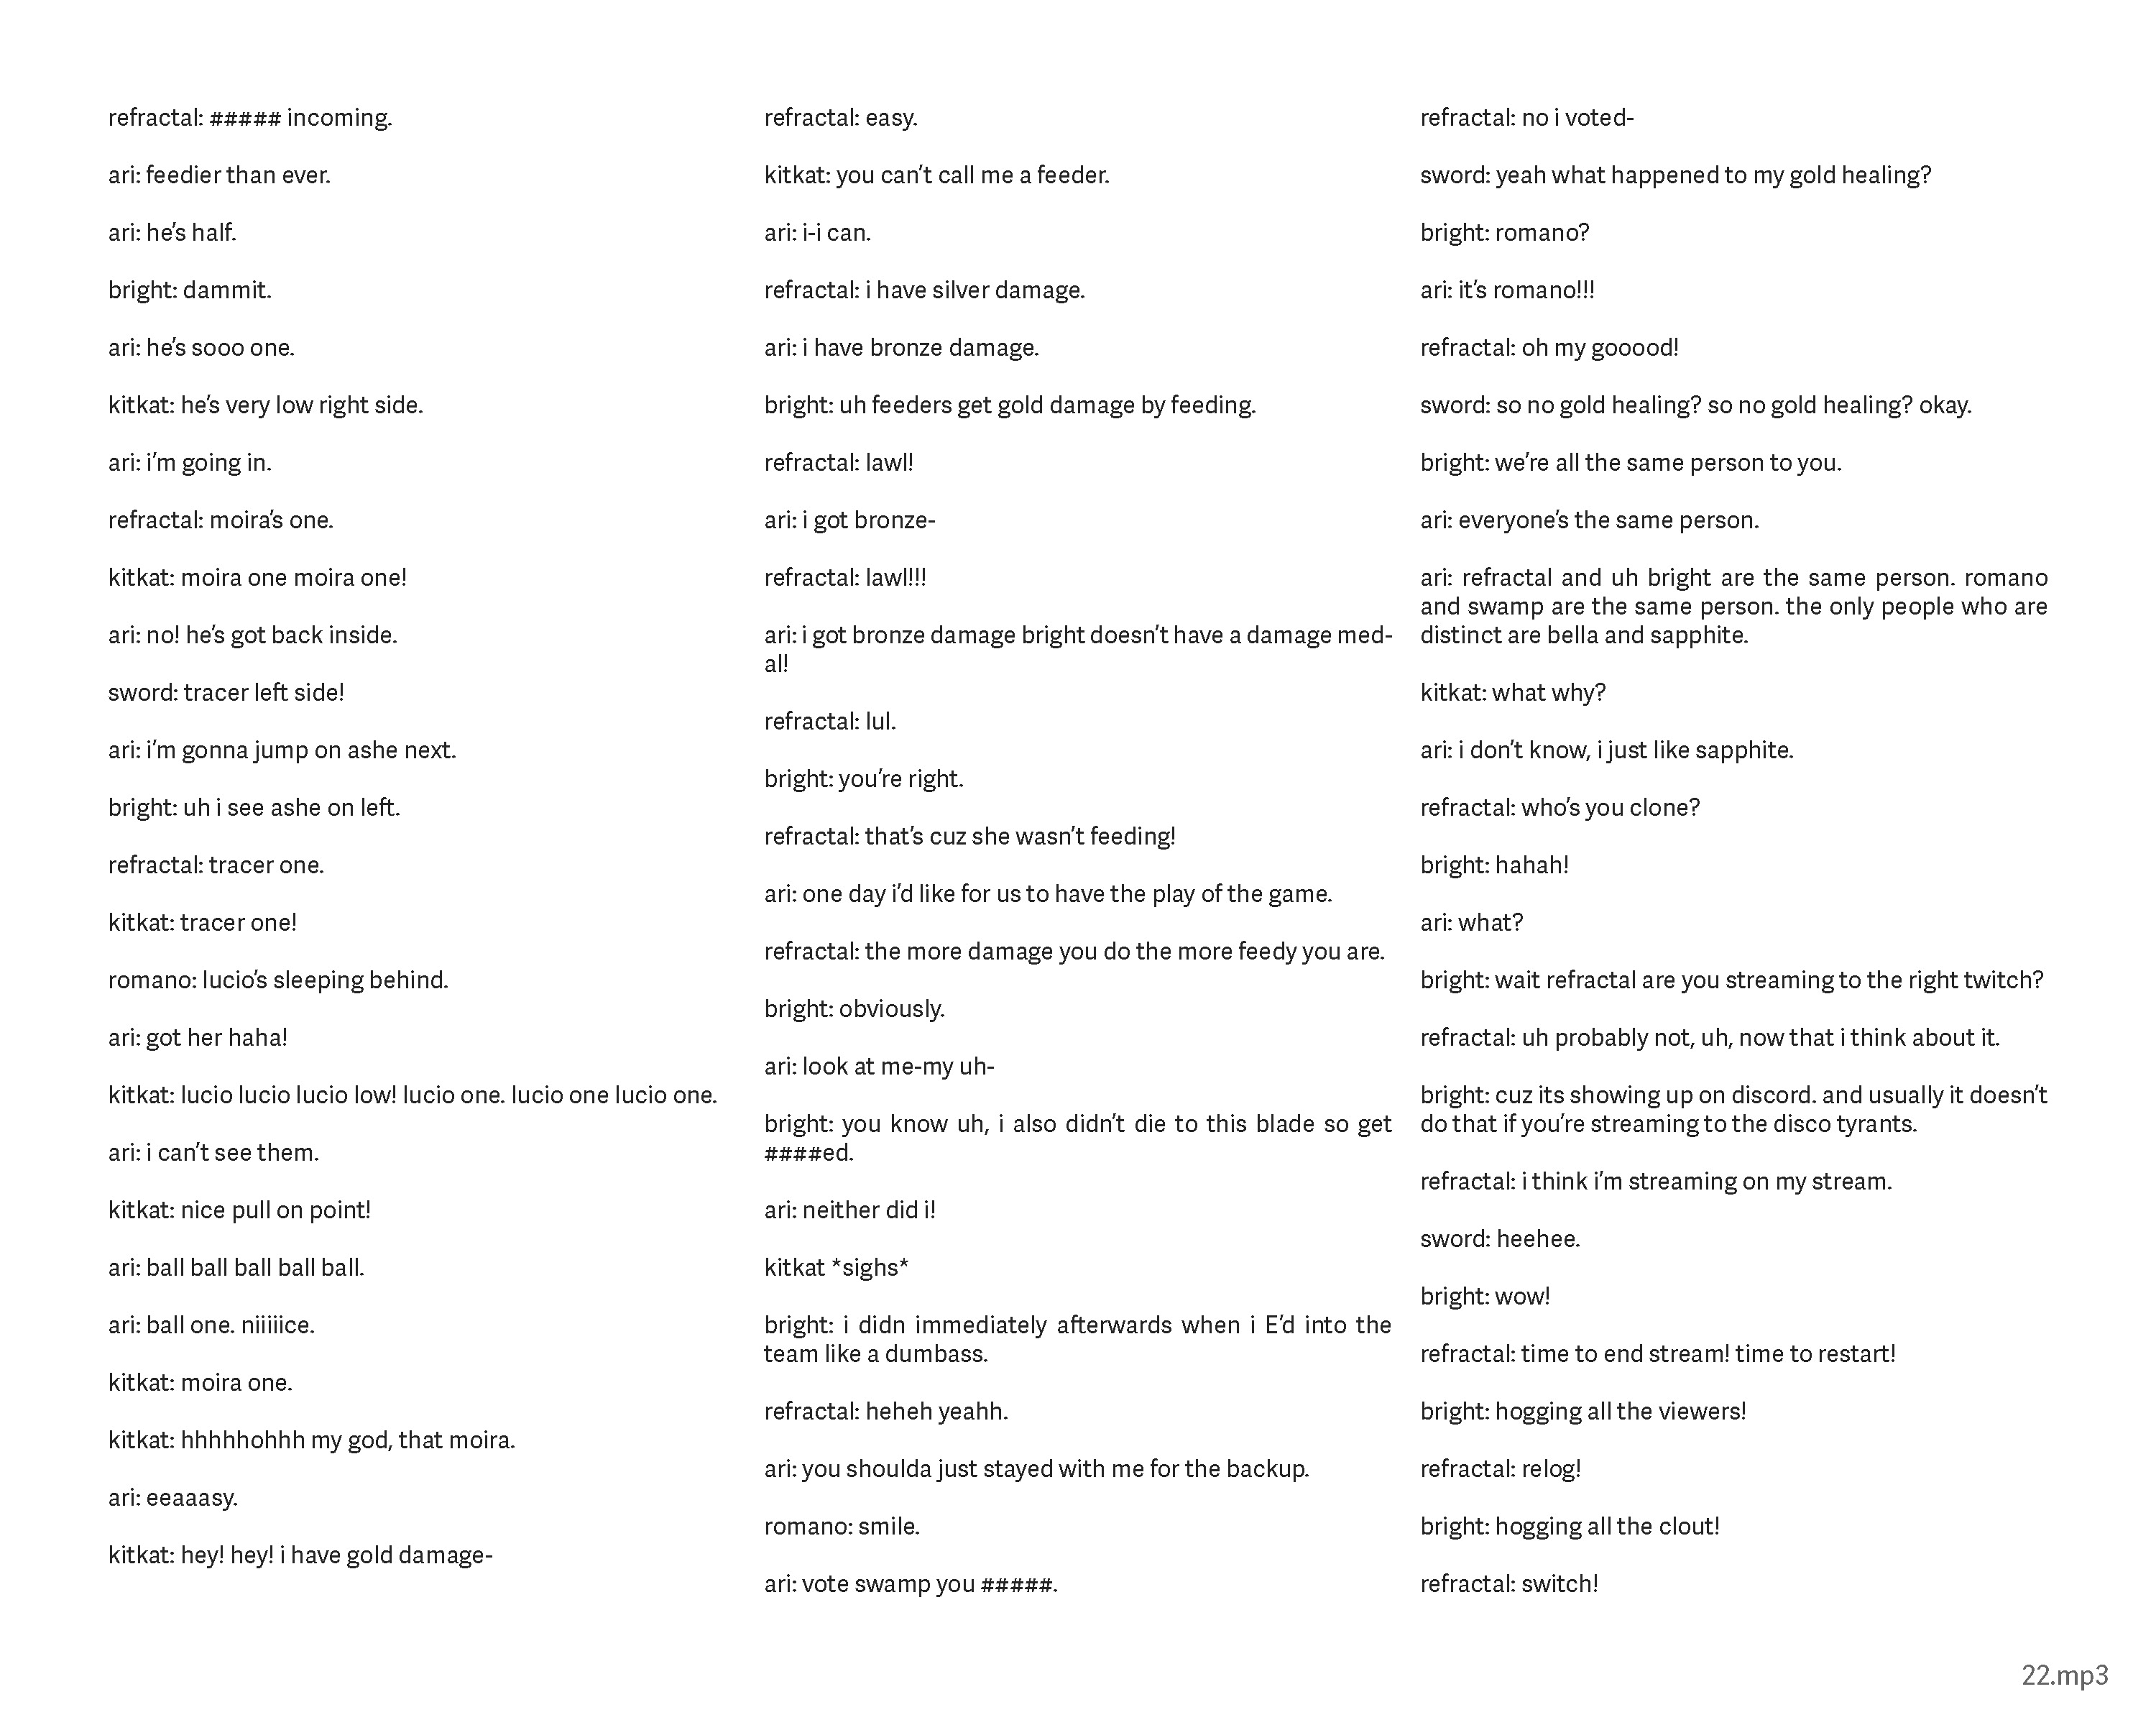 refractal: ##### incoming.
ari: feedier than ever.
ari: he's half.
bright: dammit.
ari: he's sooo one.
kitkat: he's very low right side.
ari: i'm going in.
refractal: moira's one.
kitkat: moira one moira one!
ari: no! he's got back inside.
sword: tracer left side!
ari: i'm gonna jump on ashe next.
bright: uh i see ashe on left.
refractal: tracer one.
kitkat: tracer one!
romano: lucio's sleeping behind.
ari: got her haha!
kitkat: lucio lucio lucio low! lucio one. lucio one lucio one.
ari: i can't see them.
kitkat: nice pull on point!
ari: ball ball ball ball ball.
ari: ball one. niiiiice.
kitkat: moira one.
kitkat: hhhhhohhh my god, that moira.
ari: eeaaasy.
kitkat: hey! hey! i have gold damage-
refractal: easy.
kitkat: you can't call me a feeder.
ari: i-i can.
refractal: i have silver damage.
ari: i have bronze damage.
bright: uh feeders get gold damage by feeding.
refractal: lawl!
ari: i got bronze-
refractal: lawl!!!
ari: i got bronze damage bright doesn't have a damage med-
al!
refractal: lul.
bright: you're right.
refractal: that's cuz she wasn't feeding!
ari: one day i'd like for us to have the play of the game.
refractal: the more damage you do the more feedy you are.
bright: obviously.
ari: look at me-my uh-
bright: you know uh, i also didn't die to this blade so get
####ed.
ari: neither did i!
kitkat *sighs*
bright: i didn immediately afterwards when i E'd into the
team like a dumbass.
refractal: heheh yeahh.
ari: you shoulda just stayed with me for the backup.
romano: smile.
ari: vote swamp you #####.
refractal: no i voted-
sword: yeah what happened to my gold healing?
bright: romano?
ari: it's romano!!!
refractal: oh my gooood!
sword: so no gold healing? so no gold healing? okay.
bright: we're all the same person to you.
ari: everyone's the same person.
ari: refractal and uh bright are the same person. romano
and swamp are the same person. the only people who are
distinct are bella and sapphite.
kitkat: what why?
ari: i don't know, i just like sapphite.
refractal: who's you clone?
bright: hahah!
ari: what?
bright: wait refractal are you streaming to the right twitch?
refractal: uh probably not, uh, now that i think about it.
bright: cuz its showing up on discord. and usually it doesn't
do that if you're streaming to the disco tyrants.
refractal: i think i'm streaming on my stream.
sword: heehee.
bright: wow!
refractal: time to end stream! time to restart!
bright: hogging all the viewers!
refractal: relog!
bright: hogging all the clout!
refractal: switch!
22.mp3